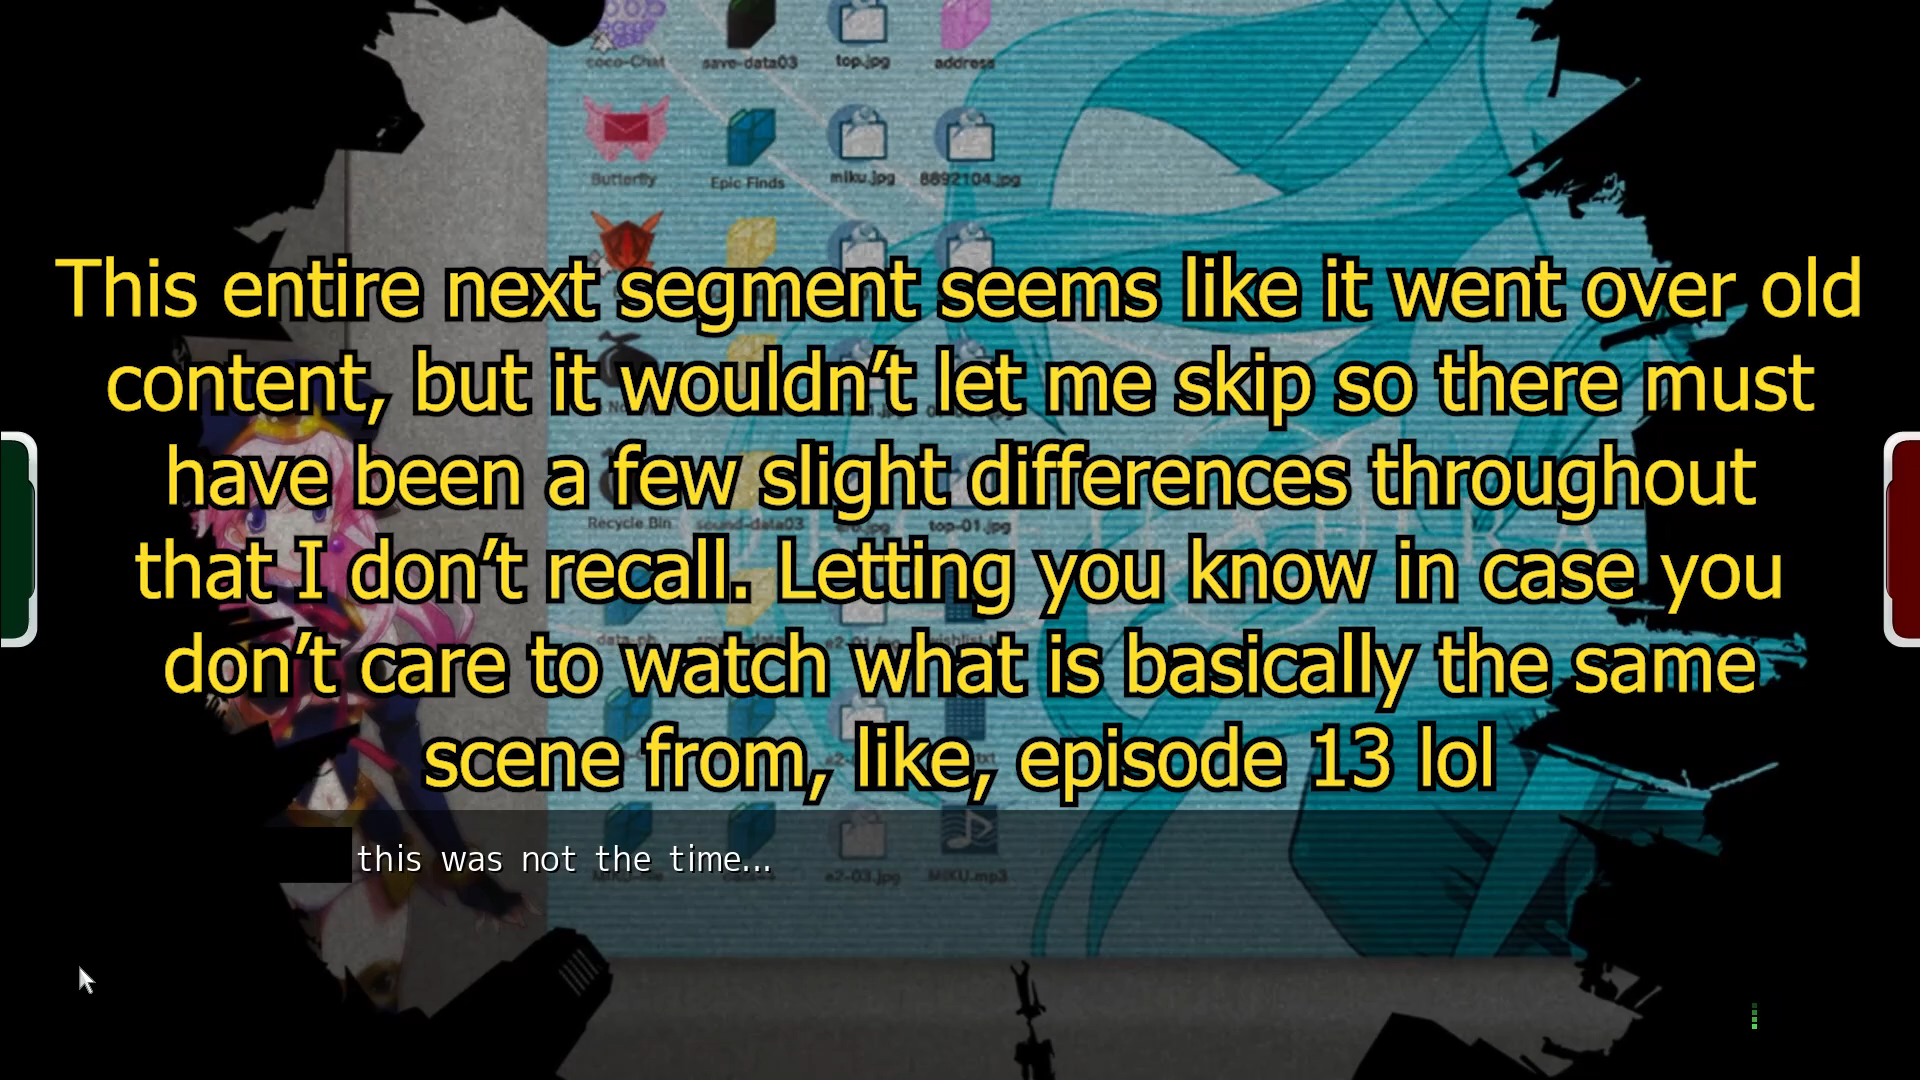 coco-Chat save-data03 top.jpg address
Butterfly Epic Finds miku.jpg 8892104.jpg
This entire next segment seems like it went over old
content, but it wouldn't let me skip so there must
have been a few slight differences throughout
Recycle Bin sound-data03 top-01.jpg
that I don't recall. Letting you know in case you
don't care to watch what is basically the same
scene from, like, episode 13 lol
this was not the time...
e2-03.jpg MIKU.mp3